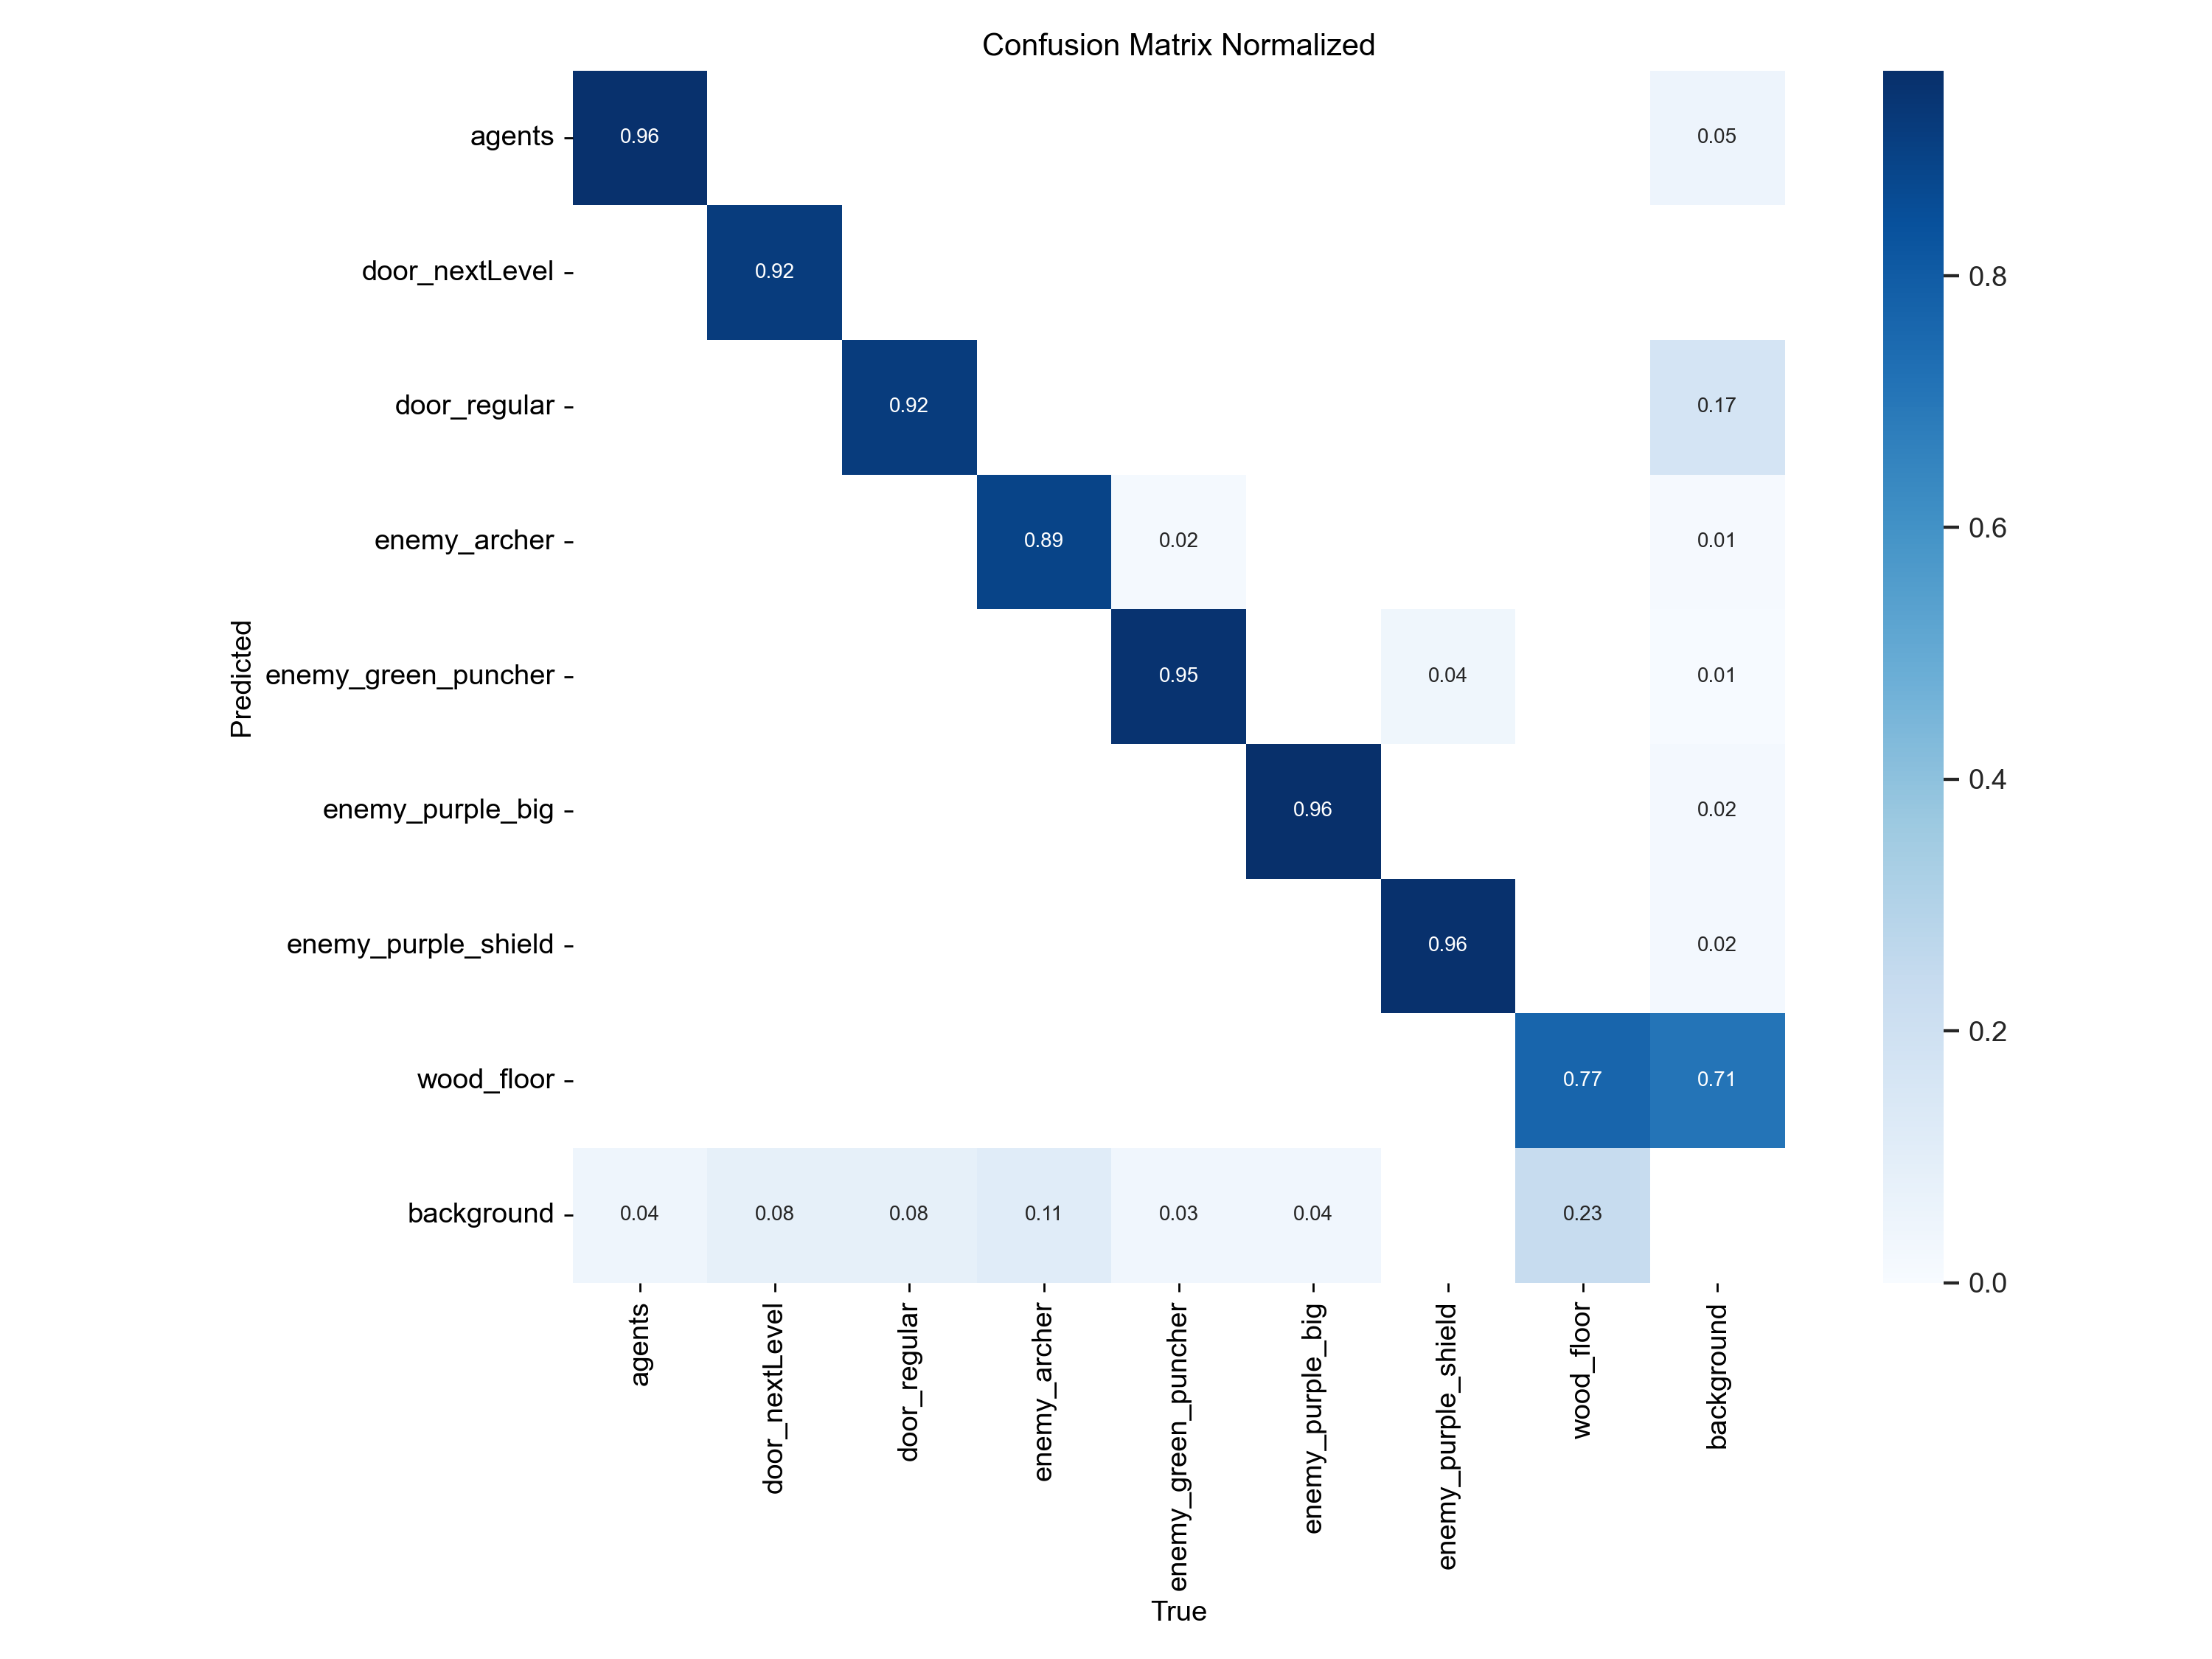 Confusion Matrix Normalized
agents 0.96 0.05
door_nextLevel 0.92
door_regular 0.92 0.17
enemy_archer 0.89 0.02 0.01
enemy_green_puncher 0.95 0.04 0.01
enemy_purple_big 0.96 0.02
enemy_purple_shield 0.96 0.02
wood_floor 0.77 0.71
background 0.04 0.08 0.08 0.11 0.03 0.04 0.23
Predicted
agents
door_nextLevel
door_regular
enemy_archer
enemy_green_puncher
enemy_purple_big
enemy_purple_shield
wood_floor
background
True
0.8
0.6
0.4
0.2
0.0